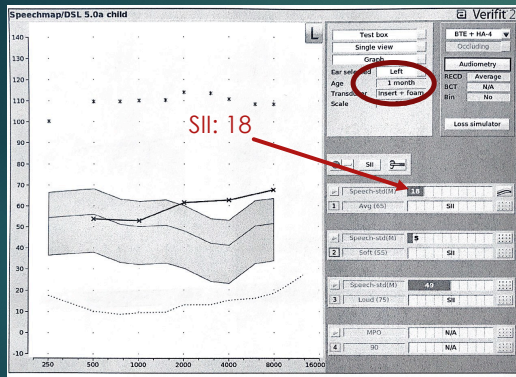 Speechmap/DSL 5.0a child
L
Verifit 2
140
130
120
110
100
90
80
70
60
50
40
30
20
10
0
-10
250
500
1000
2000
4000
8000
16000
SII: 18
Test box
Single view
Graph
Ear selected Left
Age 1 month
Transducer insert + foam
Scale
BTE + HA-4
Occluding
Audiometry
RECD Average
BCT N/A
Bin No
Loss simulator
SII
Speech-std(M) 18
1 Avg (65) SII
Speech-std(M) 5
2 Soft (55) SII
Speech-std(M) 49
3 Loud (75) SII
MPO N/A
4 90 N/A